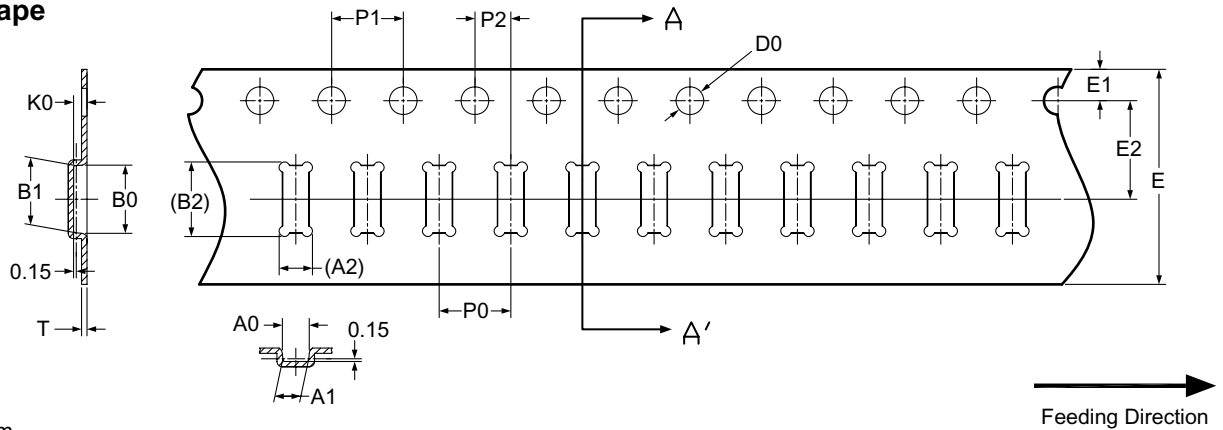 ape
P1
P2
A
D0
E1
K0
E2
E
B1
B0
(B2)
0.15
(A2)
P0
T
A0
0.15
A′
A1
Feeding Direction